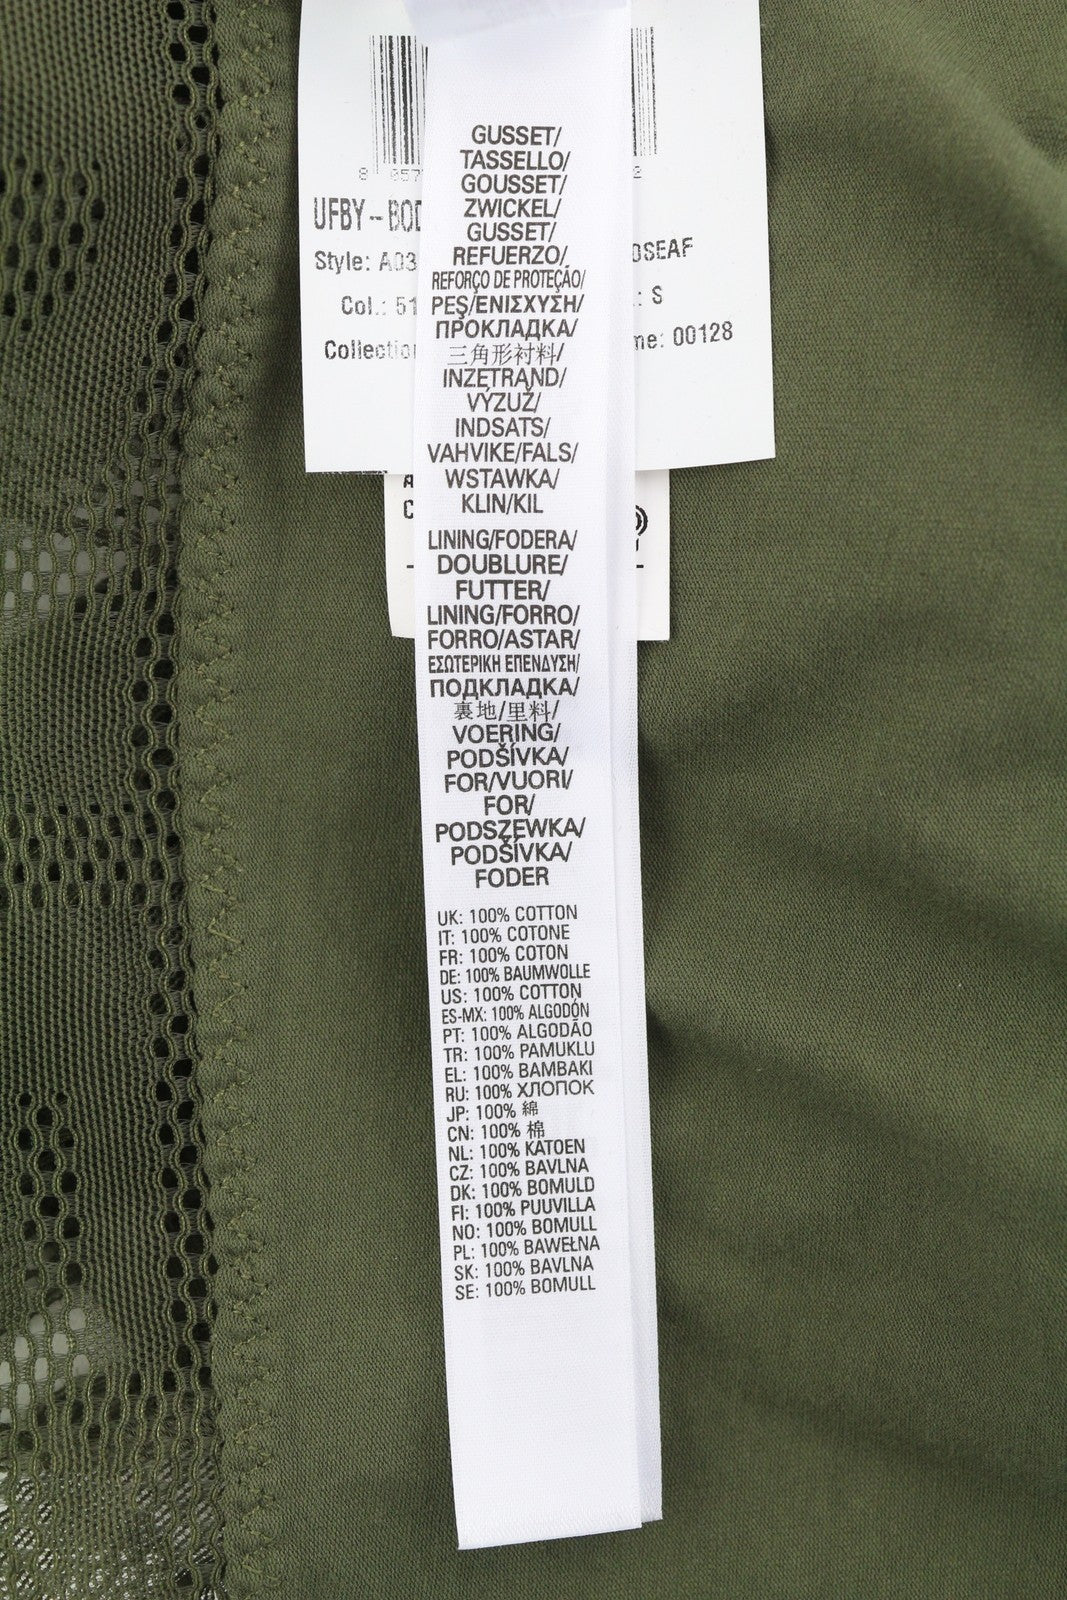 8 057
2
UFBY-BOD
Style: A03
0SEAF
Col.: 51
: S
Collection
me: 00128
GUSSET/
TASSELLO/
GOUSSET/
ZWICKEL/
GUSSET/
REFUERZO/
REFORÇO DE PROTEÇÃO/
PEŞ/ΕΝΙΣΧΥΣΗ/
ПРОКЛАДКА/
三角形衬料/
INZETRAND/
VÝZUŽ/
INDSATS/
VAHVIKE/FALS/
WSTAWKA/
KLIN/KIL
LINING/FODERA/
DOUBLURE/
FUTTER/
LINING/FORRO/
FORRO/ASTAR/
ΕΣΩΤΕΡΙΚΗ ΕΠΕΝΔΥΣΗ/
ПОДКЛАДКА/
裏地/里料/
VOERING/
PODŠÍVKA/
FOR/VUORI/
FOR/
PODSZEWKA/
PODŠÍVKA/
FODER
UK: 100% COTTON
IT: 100% COTONE
FR: 100% COTON
DE: 100% BAUMWOLLE
US: 100% COTTON
ES-MX: 100% ALGODÓN
PT: 100% ALGODÃO
TR: 100% PAMUKLU
EL: 100% ΒΑΜΒΑΚΙ
RU: 100% ХЛОПОК
JP: 100% 綿
CN: 100% 棉
NL: 100% KATOEN
CZ: 100% BAVLNA
DK: 100% BOMULD
FI: 100% PUUVILLA
NO: 100% BOMULL
PL: 100% BAWEŁNA
SK: 100% BAVLNA
SE: 100% BOMULL